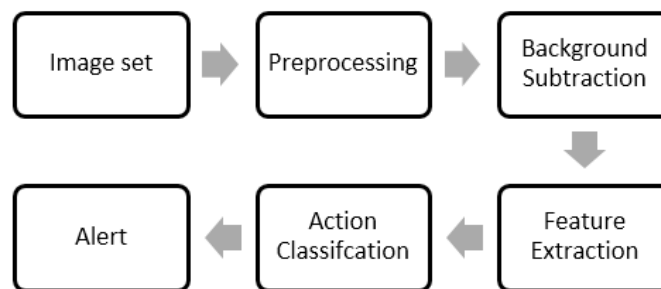 Image set
Preprocessing
Background
Subtraction
Feature
Extraction
Action
Classifcation
Alert